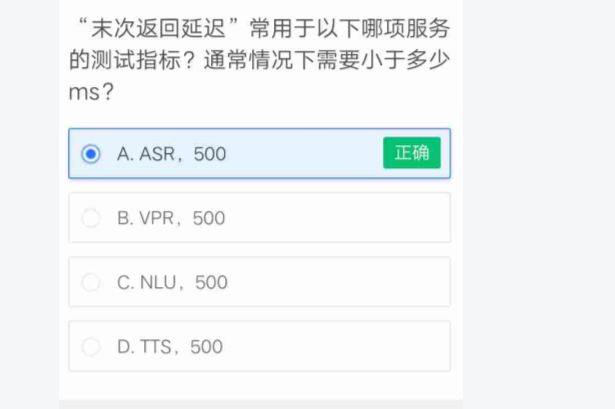 “末次返回延迟”常用于以下哪项服务
的测试指标？通常情况下需要小于多少
ms？
A. ASR，500
正确
B. VPR，500
C. NLU，500
D. TTS，500